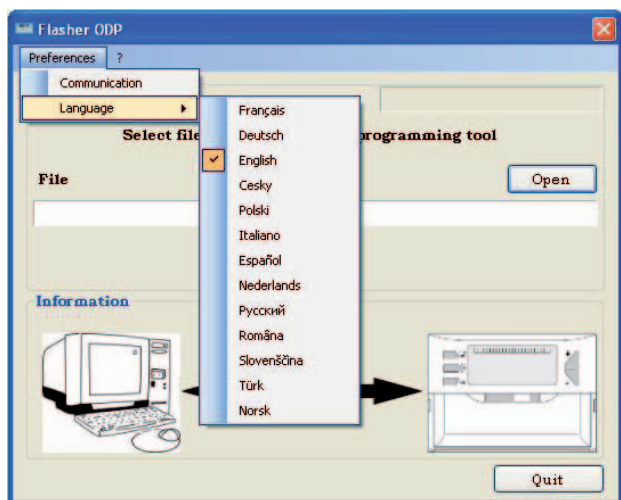 Flasher ODP
Preferences ?
Communication
Language
Français
Select file
Deutsch
programming tool
English
File
Open
Cesky
Polski
Italiano
Español
Nederlands
Information
Русский
Româna
Slovenščina
Türk
Norsk
Quit